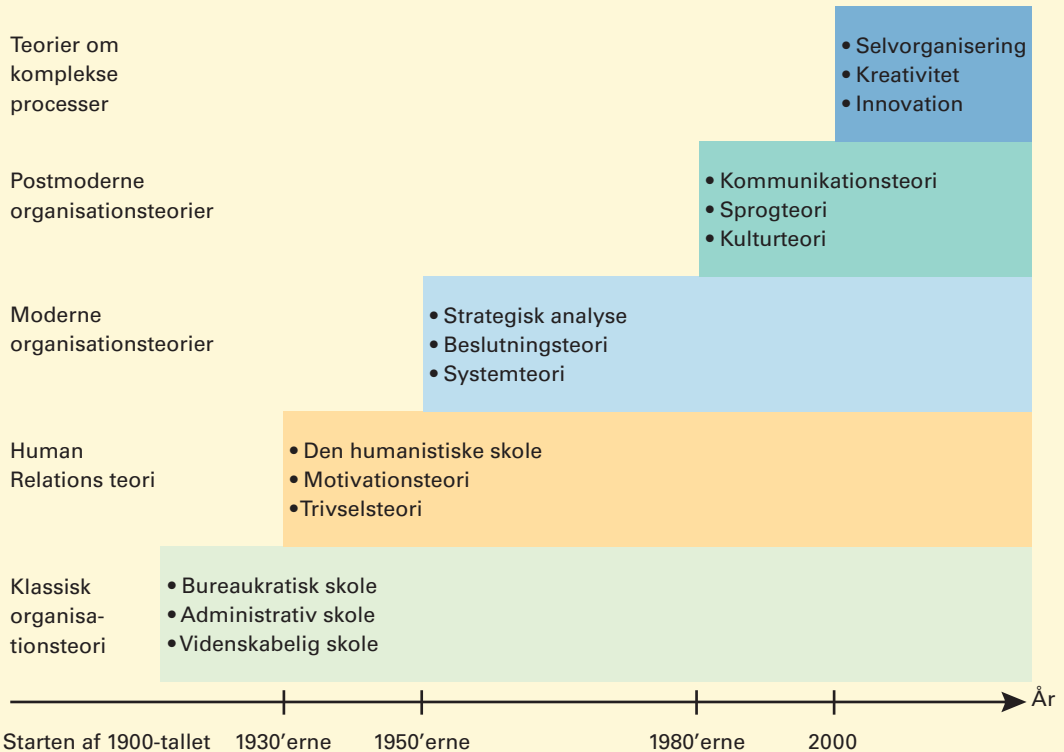 Teorier om
komplekse
processer
• Selvorganisering
• Kreativitet
• Innovation
Postmoderne
organisationsteorier
• Kommunikationsteori
• Sprogteori
• Kulturteori
Moderne
organisationsteorier
• Strategisk analyse
• Beslutningsteori
• Systemteori
Human
Relations teori
• Den humanistiske skole
• Motivationsteori
•Trivselsteori
Klassisk
organisa-
tionsteori
• Bureaukratisk skole
• Administrativ skole
• Videnskabelig skole
År
Starten af 1900-tallet 1930'erne 1950'erne 1980'erne 2000